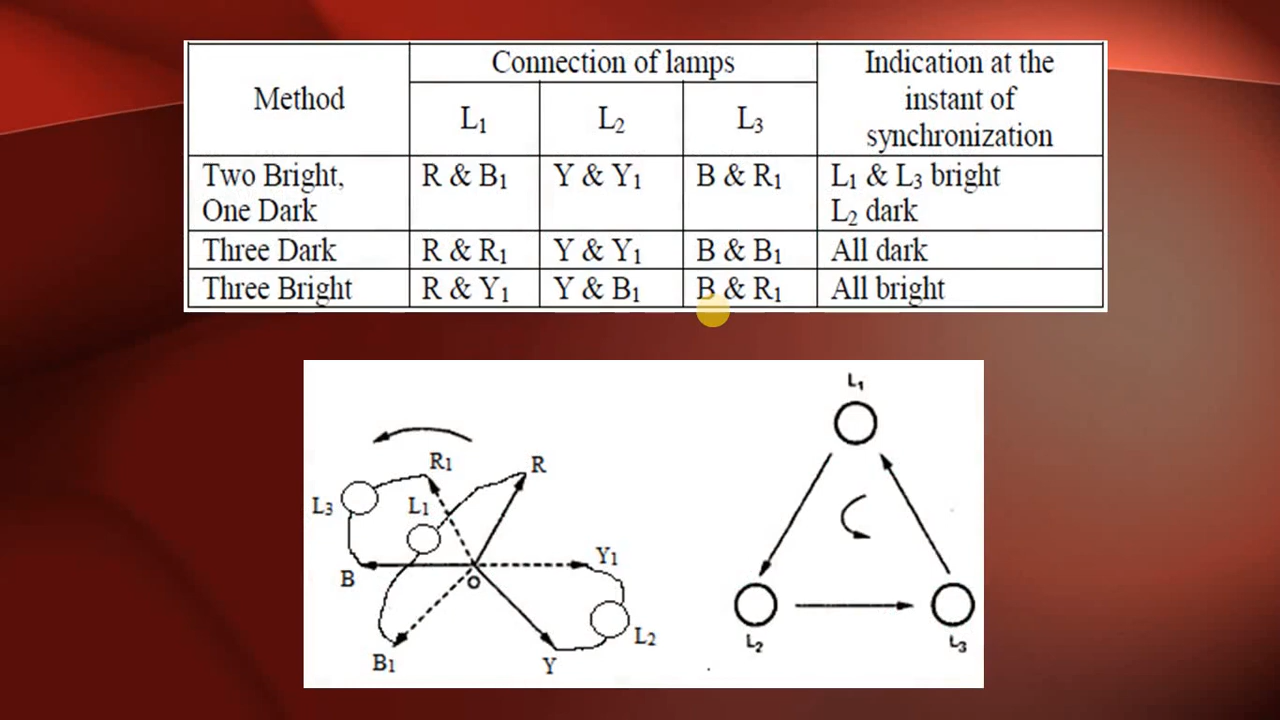 Method
Connection of lamps
L₁ L₂ L₃
Indication at the
instant of
synchronization
Two Bright,
One Dark
R & B₁
Y & Y₁
B & R₁
L₁ & L₃ bright
L₂ dark
Three Dark
R & R₁
Y & Y₁
B & B₁
All dark
Three Bright
R & Y₁
Y & B₁
B & R₁
All bright
R₁
R
L₃
L₁
B
O
Y₁
L₂
B₁
Y
L₁
L₂
L₃